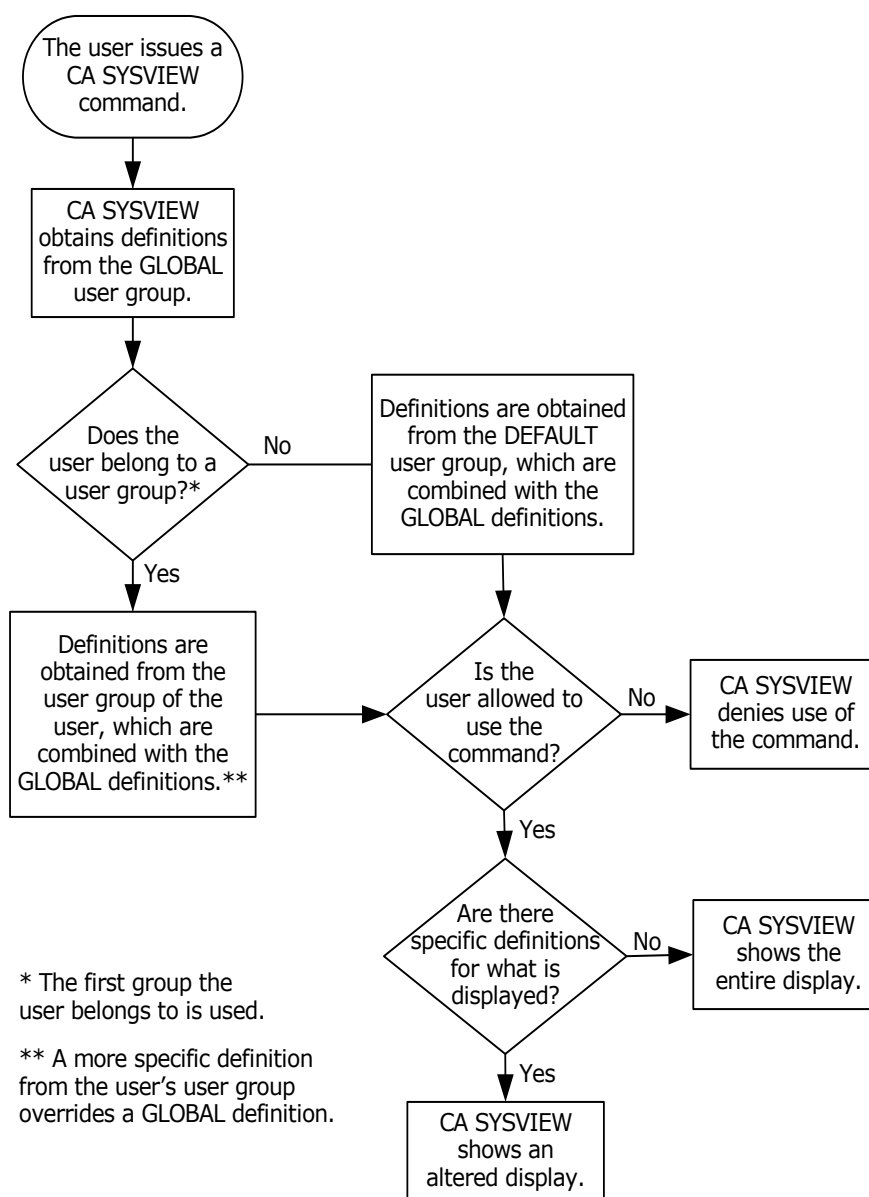 The user issues a
CA SYSVIEW
command.
CA SYSVIEW
obtains definitions
from the GLOBAL
user group.
Does the
user belong to a
user group?*
No
Definitions are obtained
from the DEFAULT
user group, which are
combined with the
GLOBAL definitions.
Yes
Definitions are
obtained from the
user group of the
user, which are
combined with the
GLOBAL definitions.**
Is the
user allowed to
use the
command?
No
CA SYSVIEW
denies use of
the command.
Yes
Are there
specific definitions
for what is
displayed?
No
CA SYSVIEW
shows the
entire display.
Yes
CA SYSVIEW
shows an
altered display.
* The first group the
user belongs to is used.
** A more specific definition
from the user’s user group
overrides a GLOBAL definition.